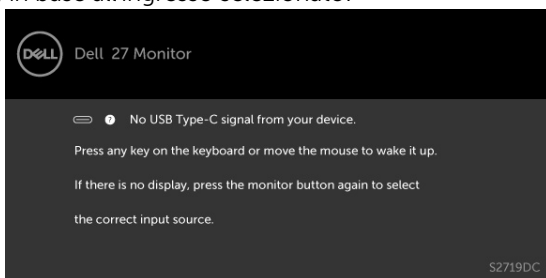 in base all'ingresso selezionato:
DELL Dell 27 Monitor
? No USB Type-C signal from your device.
Press any key on the keyboard or move the mouse to wake it up.
If there is no display, press the monitor button again to select
the correct input source.
S2719DC